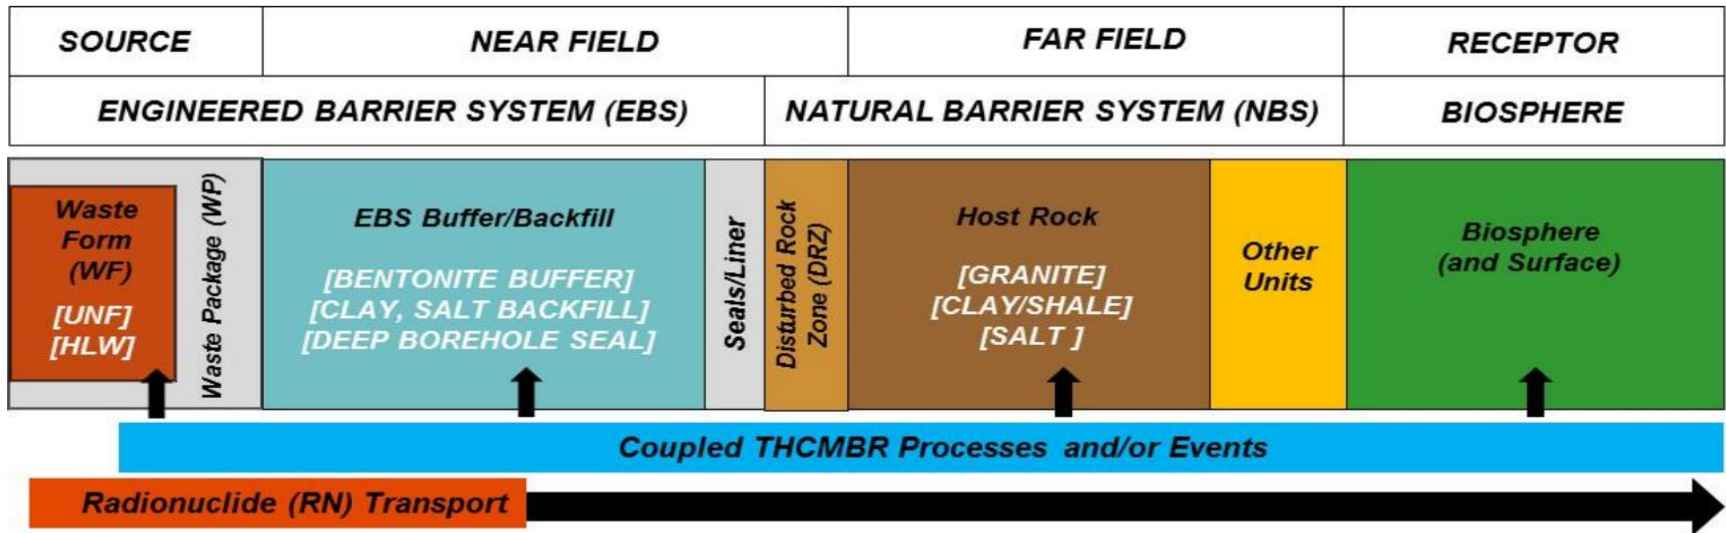 SOURCE
NEAR FIELD
FAR FIELD
RECEPTOR
ENGINEERED BARRIER SYSTEM (EBS)
NATURAL BARRIER SYSTEM (NBS)
BIOSPHERE
Waste
Form
(WF)
[UNF]
[HLW]
Waste Package (WP)
EBS Buffer/Backfill
[BENTONITE BUFFER]
[CLAY, SALT BACKFILL]
[DEEP BOREHOLE SEAL]
Seals/Liner
Disturbed Rock
Zone (DRZ)
Host Rock
[GRANITE]
[CLAY/SHALE]
[SALT ]
Other
Units
Biosphere
(and Surface)
Coupled THCMBR Processes and/or Events
Radionuclide (RN) Transport